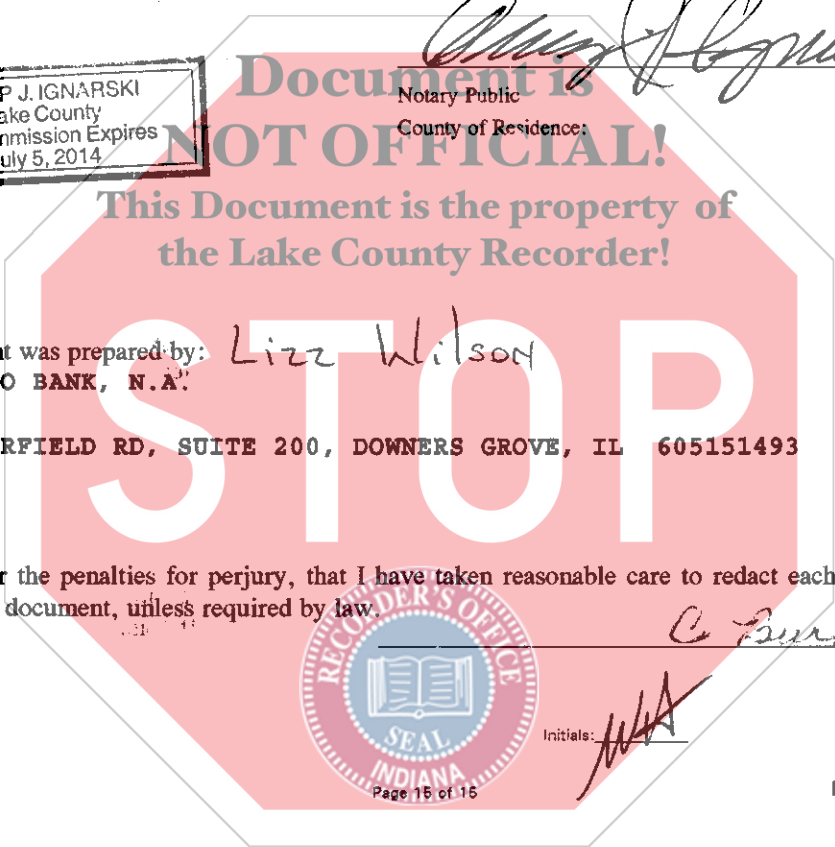 P J. IGNARSKI
ake County
mmission Expires
uly 5, 2014
Notary Public
County of Residence:
Document is
NOT OFFICIAL!
This Document is the property of
the Lake County Recorder!
STOP
t was prepared by: Lizz Wilson
O BANK, N.A.
RFIELD RD, SUITE 200, DOWNERS GROVE, IL 605151493
r the penalties for perjury, that I have taken reasonable care to redact each
document, unless required by law.
RECORDER'S OFFICE
SEAL
INDIANA
Initials:
Page 15 of 15